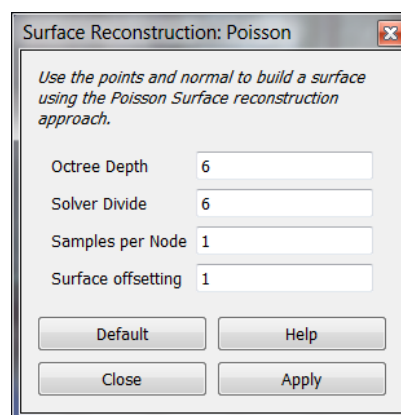 Surface Reconstruction: Poisson
Use the points and normal to build a surface
using the Poisson Surface reconstruction
approach.
Octree Depth 6
Solver Divide 6
Samples per Node 1
Surface offsetting 1
Default Help
Close Apply